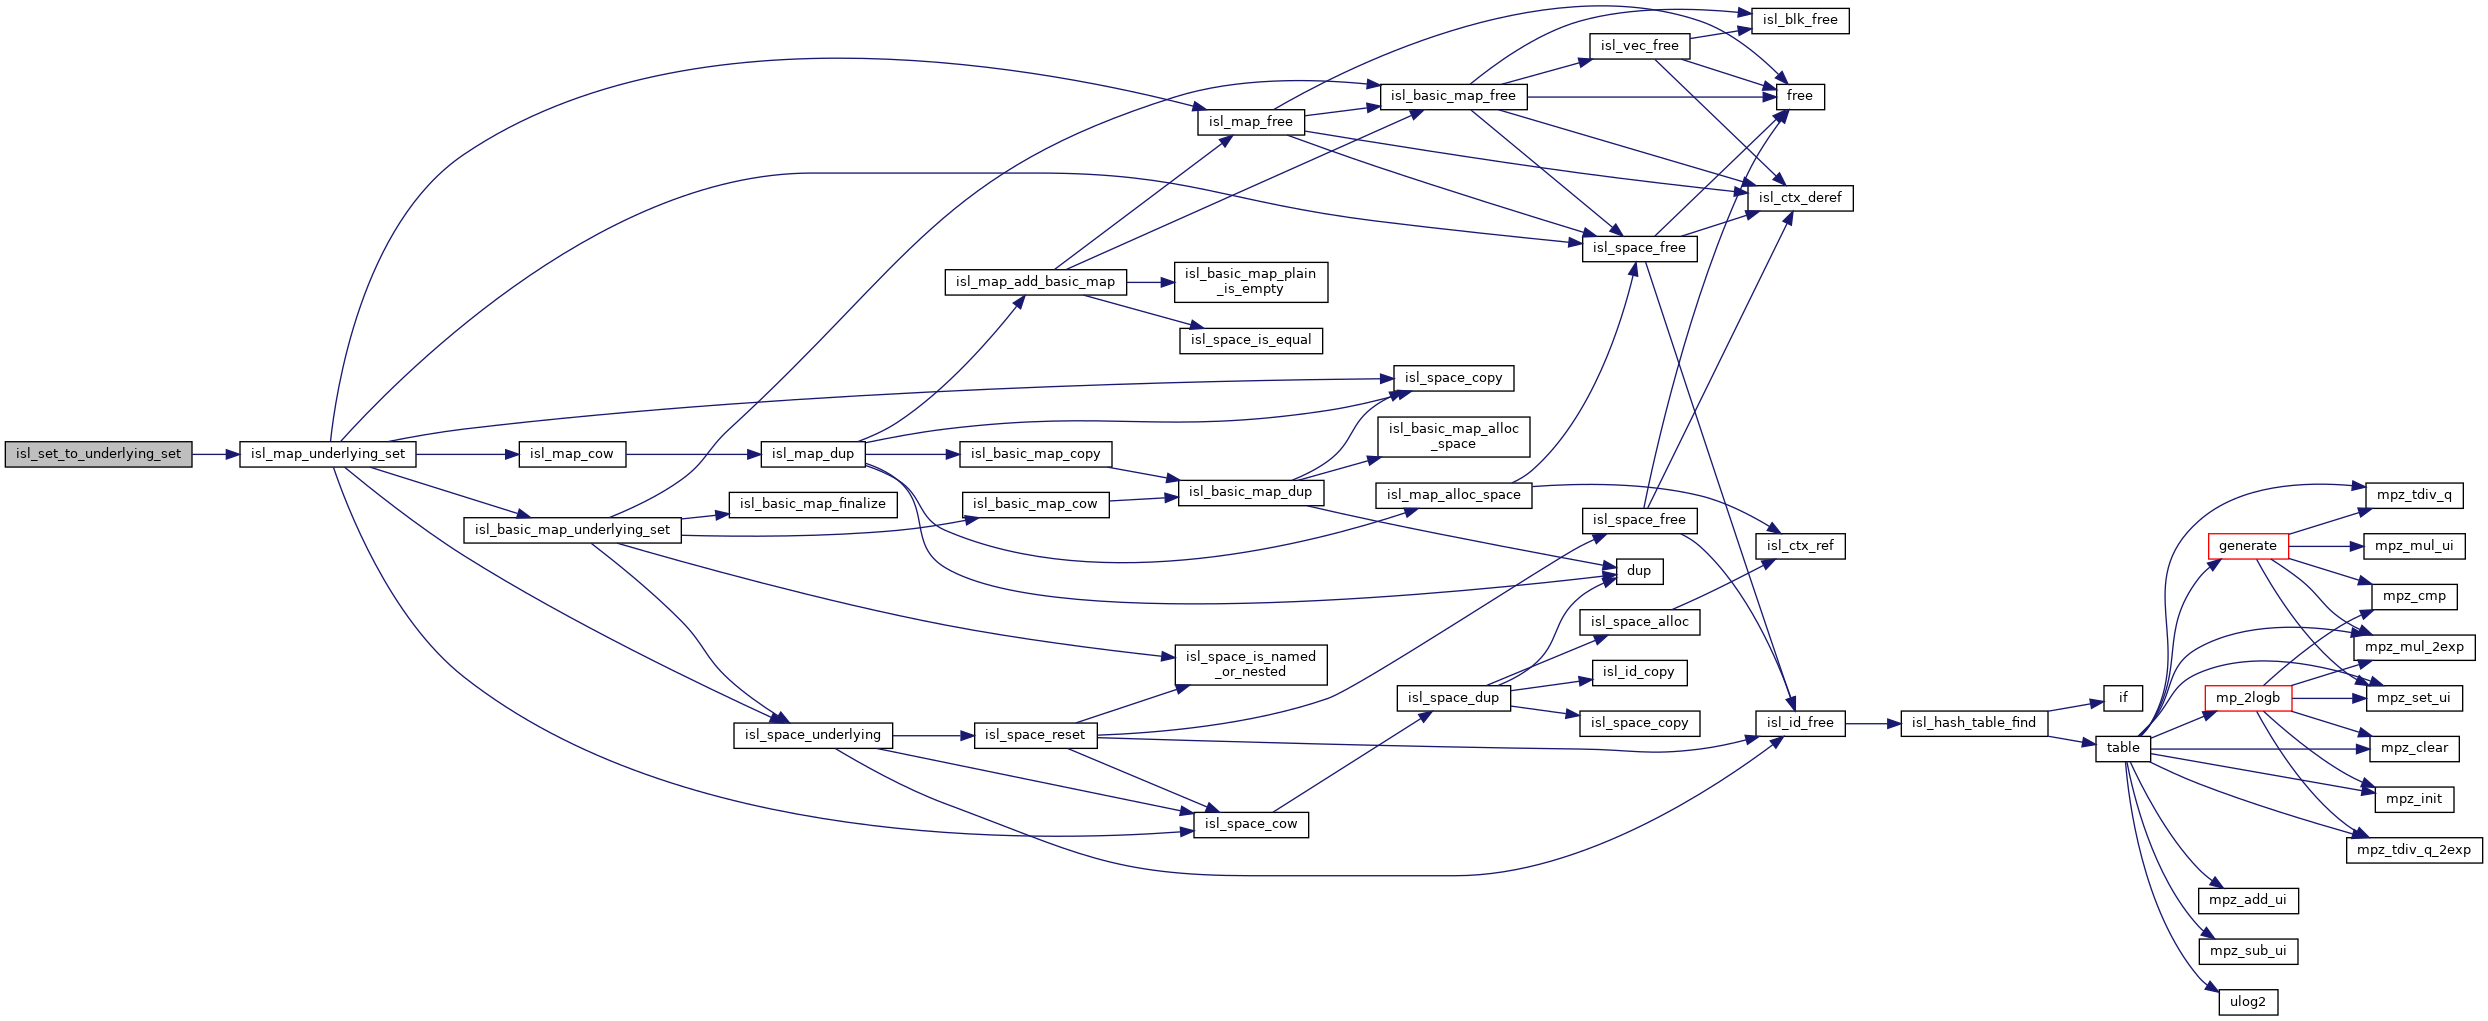 isl_set_to_underlying_set
isl_map_underlying_set
isl_map_cow
isl_basic_map_underlying_set
isl_map_dup
isl_basic_map_finalize
isl_space_underlying
isl_map_add_basic_map
isl_basic_map_copy
isl_basic_map_cow
isl_space_reset
isl_map_free
isl_basic_map_plain
_is_empty
isl_space_is_equal
isl_basic_map_dup
isl_space_is_named
_or_nested
isl_space_cow
isl_basic_map_free
isl_space_copy
isl_basic_map_alloc
_space
isl_map_alloc_space
isl_space_dup
isl_vec_free
isl_space_free
isl_space_free
dup
isl_space_alloc
isl_id_copy
isl_space_copy
isl_blk_free
free
isl_ctx_deref
isl_ctx_ref
isl_id_free
isl_hash_table_find
if
table
generate
mp_2logb
mpz_add_ui
mpz_sub_ui
ulog2
mpz_tdiv_q
mpz_mul_ui
mpz_cmp
mpz_mul_2exp
mpz_set_ui
mpz_clear
mpz_init
mpz_tdiv_q_2exp